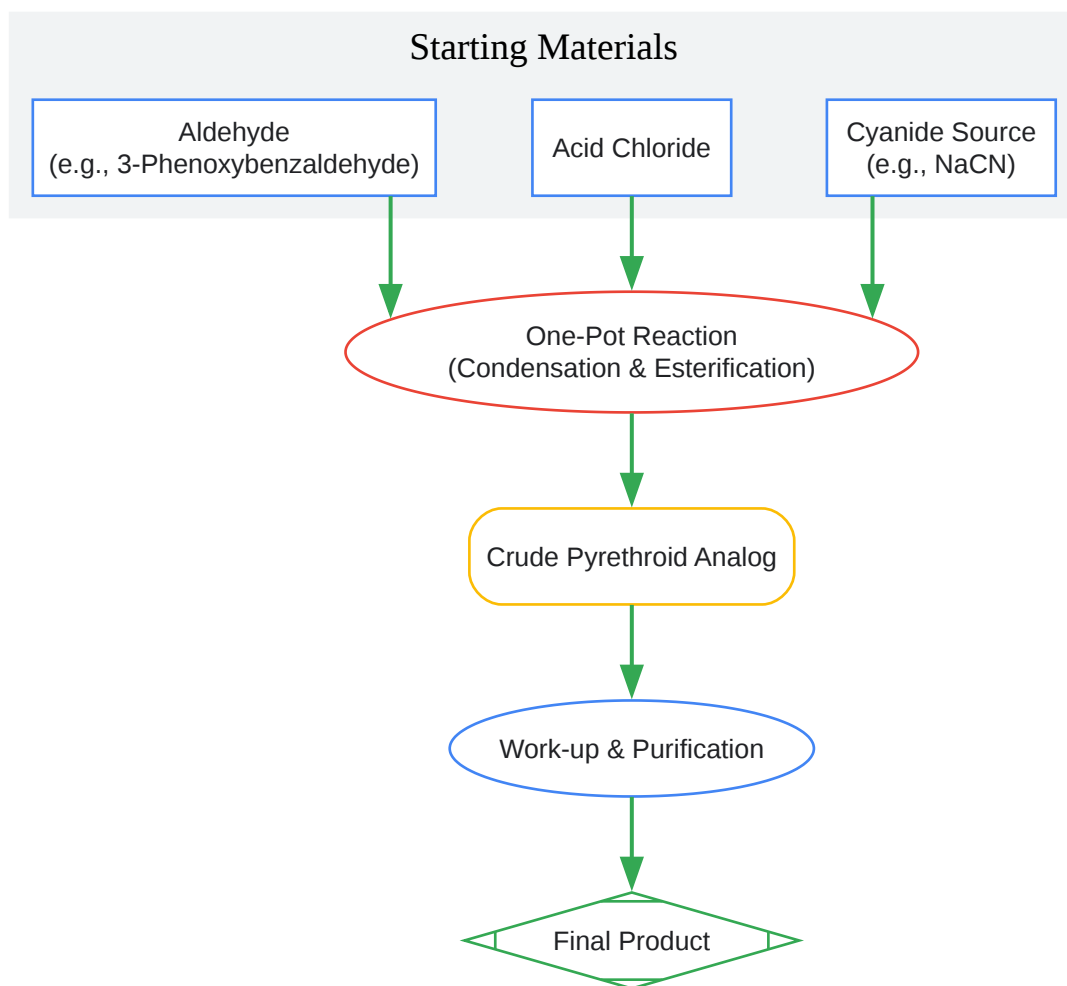 Starting Materials
Aldehyde
(e.g., 3-Phenoxybenzaldehyde)
Acid Chloride
Cyanide Source
(e.g., NaCN)
One-Pot Reaction
(Condensation & Esterification)
Crude Pyrethroid Analog
Work-up & Purification
Final Product